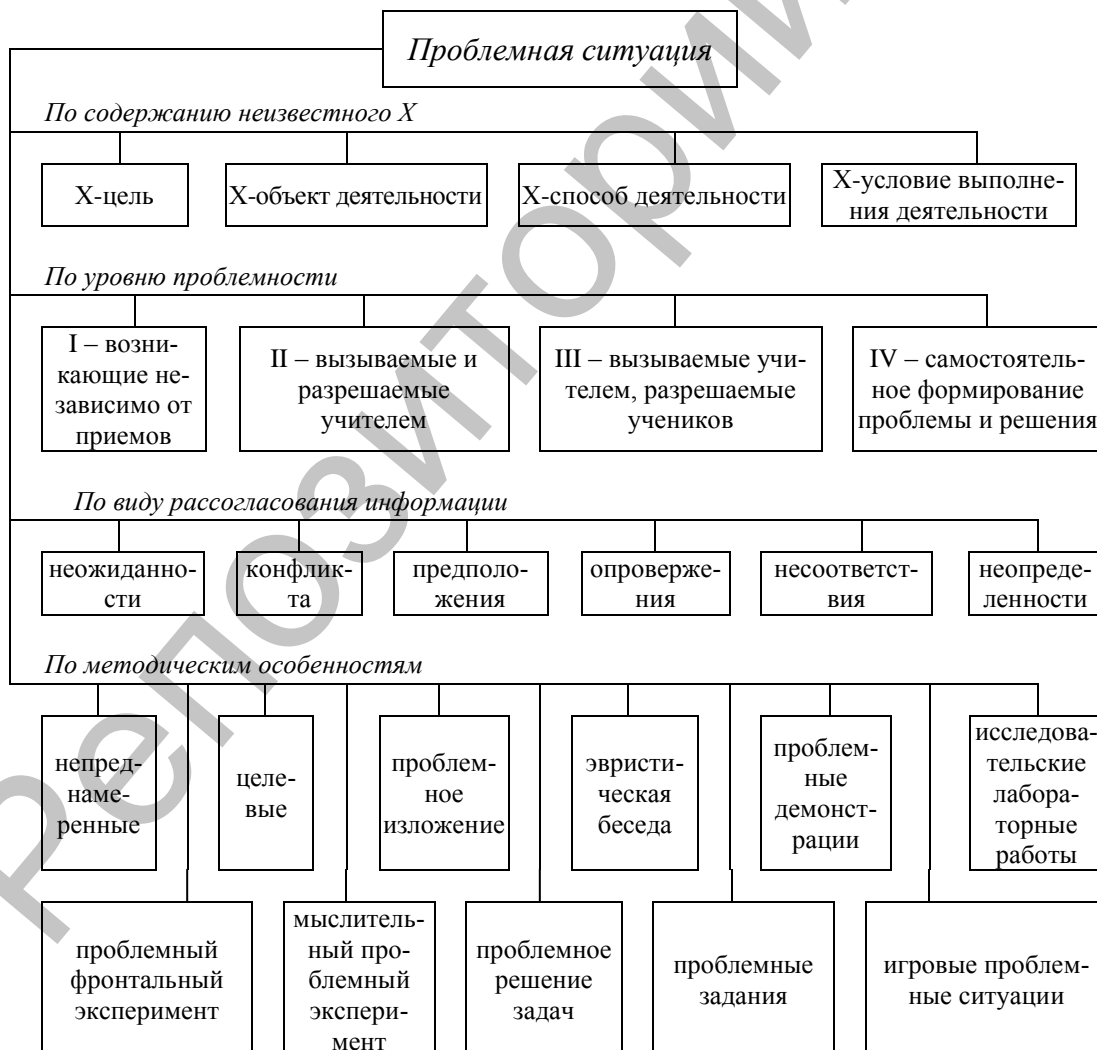 Проблемная ситуация
По содержанию неизвестного X
X-цель
X-объект деятельности
X-способ деятельности
X-условие выполне-
ния деятельности
По уровню проблемности
I – возни-
кающие не-
зависимо от
приемов
II – вызываемые и
разрешаемые
учителем
III – вызываемые учи-
телем, разрешаемые
учеников
IV – самостоятель-
ное формирование
проблемы и решения
По виду рассогласования информации
неожиданно-
сти
конфлик-
та
предполо-
жения
опроверже-
ния
несоответст-
вия
неопреде-
ленности
По методическим особенностям
непред-
наме-
ренные
целе-
вые
проблем-
ное
изложение
эвристи-
ческая
беседа
проблем-
ные
демонст-
рации
исследова-
тельские
лабора-
торные
работы
проблемный
фронтальный
эксперимент
мыслитель-
ный про-
блемный
экспери-
мент
проблемное
решение
задач
проблемные
задания
игровые проблем-
ные ситуации
Репозитори